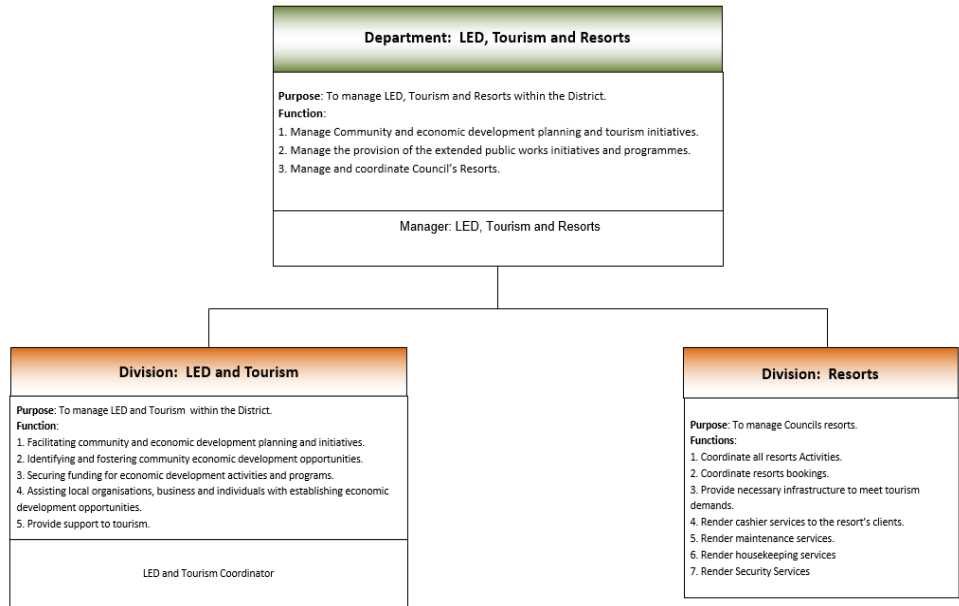 Department: LED, Tourism and Resorts
Purpose: To manage LED, Tourism and Resorts within the District.
Function:
1. Manage Community and economic development planning and tourism initiatives.
2. Manage the provision of the extended public works initiatives and programmes.
3. Manage and coordinate Council's Resorts.
Manager: LED, Tourism and Resorts
Division: LED and Tourism
Purpose: To manage LED and Tourism within the District.
Function:
1. Facilitating community and economic development planning and initiatives.
2. Identifying and fostering community economic development opportunities.
3. Securing funding for economic development activities and programs.
4. Assisting local organisations, business and individuals with establishing economic
development opportunities.
5. Provide support to tourism.
LED and Tourism Coordinator
Division: Resorts
Purpose: To manage Councils resorts.
Functions:
1. Coordinate all resorts Activities.
2. Coordinate resorts bookings.
3. Provide necessary infrastructure to meet tourism
demands.
4. Render cashier services to the resort's clients.
5. Render maintenance services.
6. Render housekeeping services
7. Render Security Services